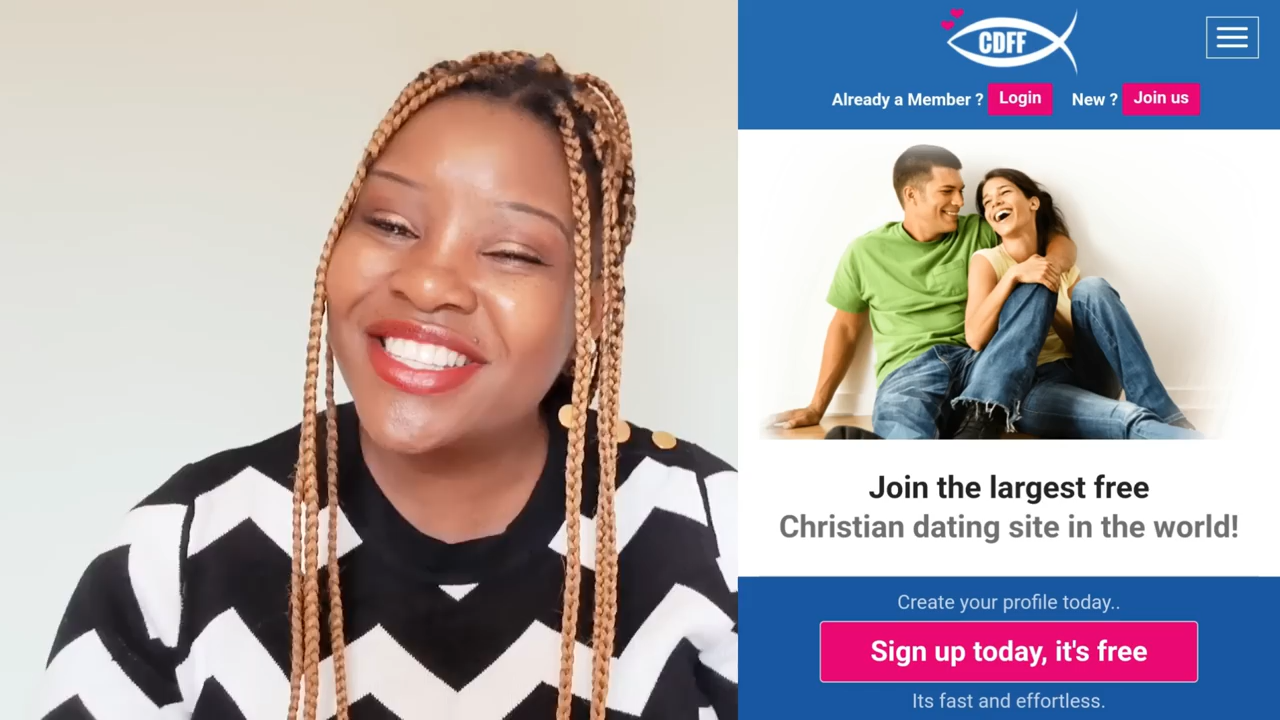 CDFF
Already a Member ? Login New ? Join us
Join the largest free
Christian dating site in the world!
Create your profile today..
Sign up today, it's free
Its fast and effortless.